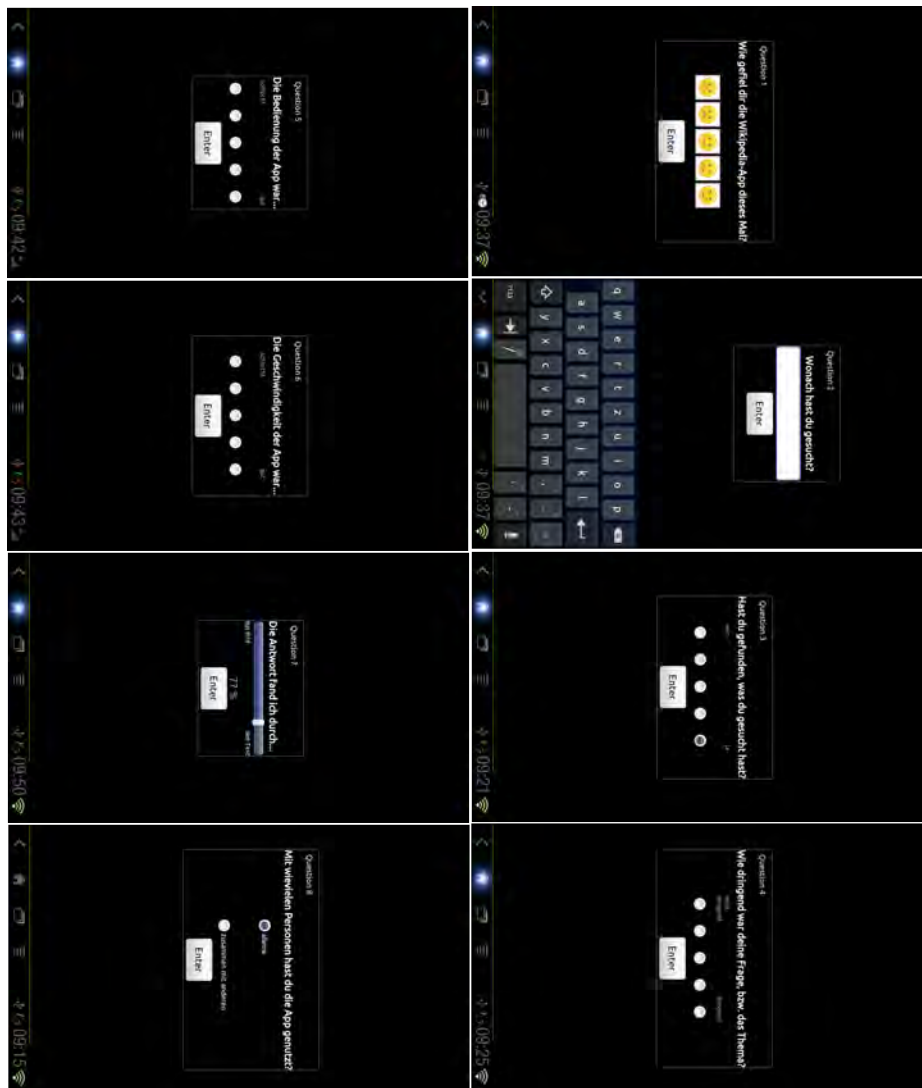 Question 1
Wie gefiel dir die Wikipedia-App dieses Mal?
Enter
09:37
Question 2
Wonach hast du gesucht?
Enter
q w e r t z u i o p
a s d f g h j k l
y x c v b n m
09:37
Question 3
Hast du gefunden, was du gesucht hast?
Enter
09:21
Question 4
Wie dringend war deine Frage, bzw. das Thema?
Enter
09:25
Question 5
Die Bedienung der App war...
Enter
09:42
Question 6
Die Geschwindigkeit der App war...
Enter
09:43
Question 7
Die Antwort fand ich durch...
77 %
Enter
09:50
Question 8
Mit wievielen Personen hast du die App genutzt?
alleine
zusammen mit anderen
Enter
09:15